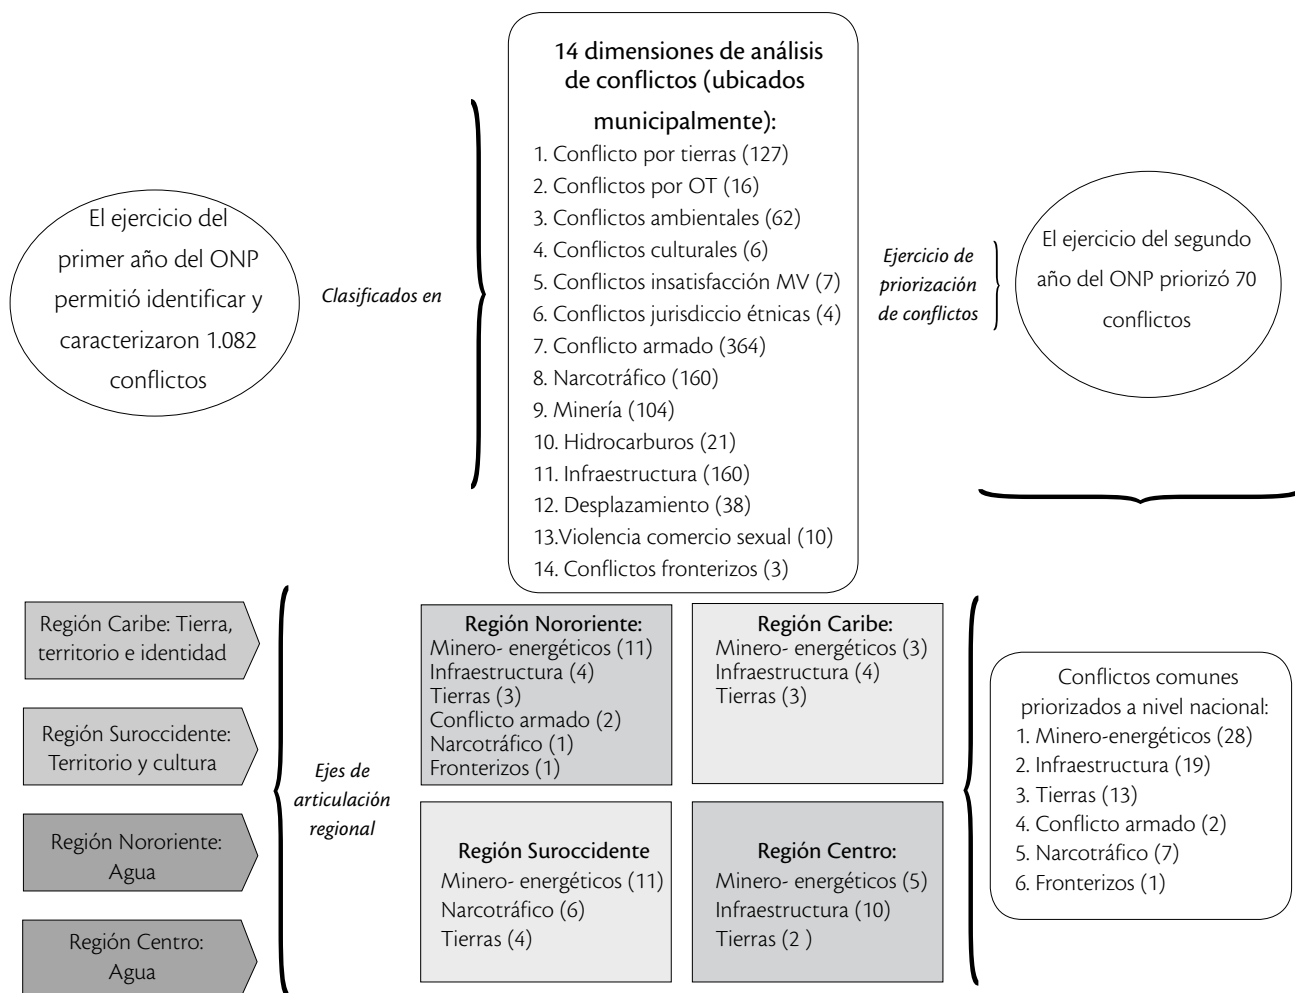 El ejercicio del
primer año del ONP
permitió identificar y
caracterizaron 1.082
conflictos
Clasificados en
14 dimensiones de análisis
de conflictos (ubicados
municipalmente):
1. Conflicto por tierras (127)
2. Conflictos por OT (16)
3. Conflictos ambientales (62)
4. Conflictos culturales (6)
5. Conflictos insatisfacción MV (7)
6. Conflictos jurisdiccio étnicas (4)
7. Conflicto armado (364)
8. Narcotráfico (160)
9. Minería (104)
10. Hidrocarburos (21)
11. Infraestructura (160)
12. Desplazamiento (38)
13.Violencia comercio sexual (10)
14. Conflictos fronterizos (3)
Ejercicio de
priorización
de conflictos
El ejercicio del segundo
año del ONP priorizó 70
conflictos
Región Caribe: Tierra,
territorio e identidad
Región Suroccidente:
Territorio y cultura
Región Nororiente:
Agua
Región Centro:
Agua
Ejes de
articulación
regional
Región Nororiente:
Minero- energéticos (11)
Infraestructura (4)
Tierras (3)
Conflicto armado (2)
Narcotráfico (1)
Fronterizos (1)
Región Caribe:
Minero- energéticos (3)
Infraestructura (4)
Tierras (3)
Región Suroccidente
Minero- energéticos (11)
Narcotráfico (6)
Tierras (4)
Región Centro:
Minero- energéticos (5)
Infraestructura (10)
Tierras (2 )
Conflictos comunes
priorizados a nivel nacional:
1. Minero-energéticos (28)
2. Infraestructura (19)
3. Tierras (13)
4. Conflicto armado (2)
5. Narcotráfico (7)
6. Fronterizos (1)